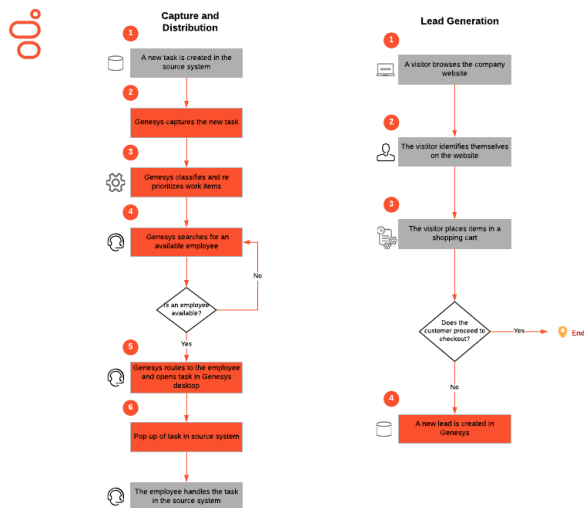 Capture and
Distribution
1
A new task is created in the
source system
2
Genesys captures the new task
3
Genesys classifies and re
prioritizes work items
4
Genesys searches for an
available employee
No
Is an employee
available?
Yes
5
Genesys routes to the employee
and opens task in Genesys
desktop
6
Pop up of task in source system
The employee handles the task
in the source system
Lead Generation
1
A visitor browses the company
website
2
The vistitor identifies themselves
on the website
3
The visitor places items in a
shopping cart
Does the
customer proceed to
checkout?
Yes
End
No
4
A new lead is created in
Genesys